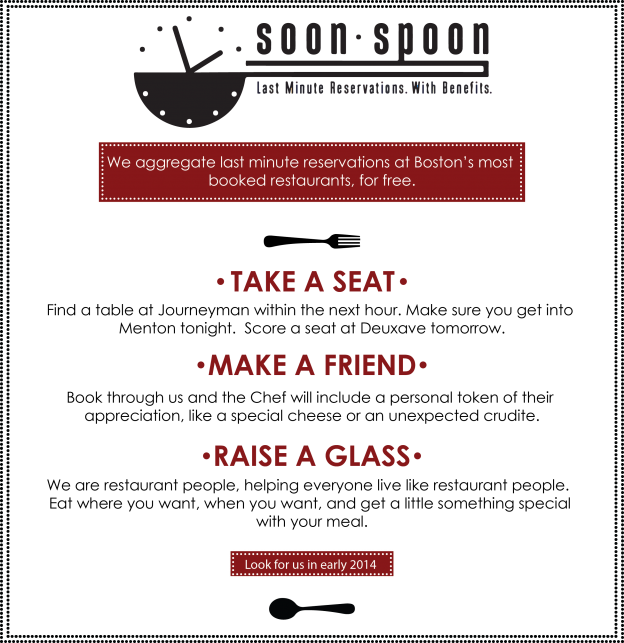 soon · spoon
Last Minute Reservations. With Benefits.
We aggregate last minute reservations at Boston's most
booked restaurants, for free.
• TAKE A SEAT •
Find a table at Journeyman within the next hour. Make sure you get into
Menton tonight.  Score a seat at Deuxave tomorrow.
• MAKE A FRIEND •
Book through us and the Chef will include a personal token of their
appreciation, like a special cheese or an unexpected crudite.
• RAISE A GLASS •
We are restaurant people, helping everyone live like restaurant people.
Eat where you want, when you want, and get a little something special
with your meal.
Look for us in early 2014